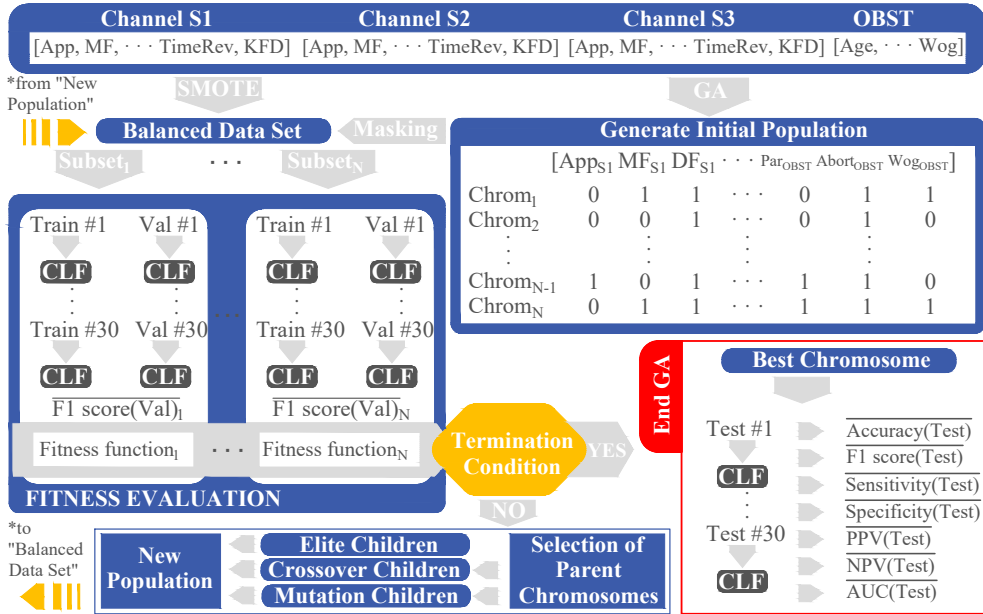 Channel S1 Channel S2 Channel S3 OBST
[App, MF, · · · TimeRev, KFD] [App, MF, · · · TimeRev, KFD] [App, MF, · · · TimeRev, KFD] [Age, · · · Wog]
*from "New
Population"
SMOTE
GA
Balanced Data Set
Masking
Subset1 · · · SubsetN
Generate Initial Population
[AppS1 MFS1 DFS1 · · · ParOBST AbortOBST WogOBST]
Chrom1 0 1 1 · · · 0 1 1
Chrom2 0 0 1 · · · 0 1 0
ChromN-1 1 0 1 · · · 1 1 0
ChromN 0 1 1 · · · 1 1 1
Train #1 Val #1 Train #1 Val #1
CLF CLF CLF CLF
· · ·
Train #30 Val #30 Train #30 Val #30
CLF CLF CLF CLF
F1 score(Val)1 F1 score(Val)N
Fitness function1 · · · Fitness functionN
FITNESS EVALUATION
Termination
Condition
YES
NO
End GA
Best Chromosome
Test #1
CLF
Test #30
CLF
Accuracy(Test)
F1 score(Test)
Sensitivity(Test)
Specificity(Test)
PPV(Test)
NPV(Test)
AUC(Test)
*to
"Balanced
Data Set"
New
Population
Elite Children
Crossover Children
Mutation Children
Selection of
Parent
Chromosomes